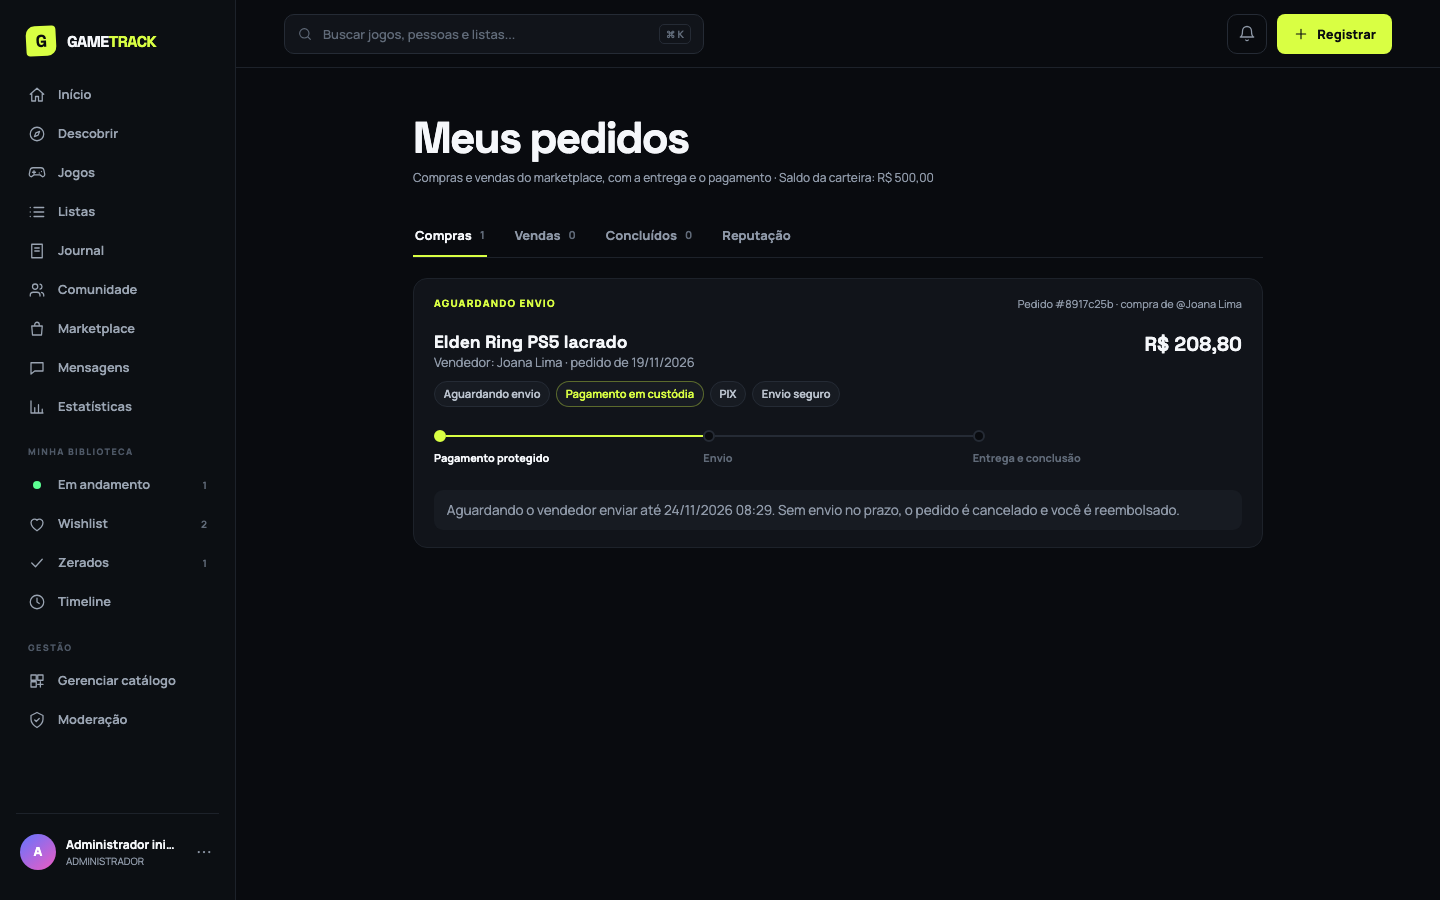 G GAMETRACK
Buscar jogos, pessoas e listas...
⌘ K
Registrar
Início
Descobrir
Jogos
Listas
Journal
Comunidade
Marketplace
Mensagens
Estatísticas
MINHA BIBLIOTECA
Em andamento 1
Wishlist 2
Zerados 1
Timeline
GESTÃO
Gerenciar catálogo
Moderação
A
Administrador ini...
ADMINISTRADOR
Meus pedidos
Compras e vendas do marketplace, com a entrega e o pagamento · Saldo da carteira: R$ 500,00
Compras 1 Vendas 0 Concluídos 0 Reputação
AGUARDANDO ENVIO
Pedido #8917c25b · compra de @Joana Lima
Elden Ring PS5 lacrado
R$ 208,80
Vendedor: Joana Lima · pedido de 19/11/2026
Aguardando envio Pagamento em custódia PIX Envio seguro
Pagamento protegido Envio Entrega e conclusão
Aguardando o vendedor enviar até 24/11/2026 08:29. Sem envio no prazo, o pedido é cancelado e você é reembolsado.